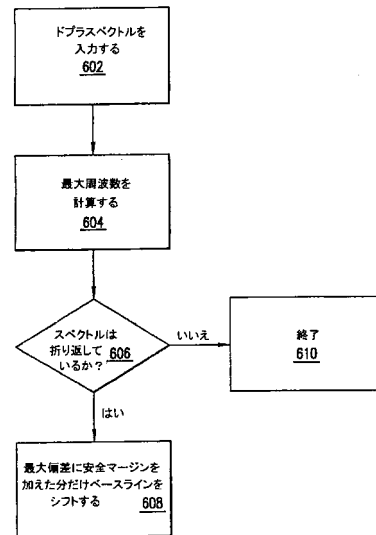 ドプラスペクトルを
入力する
602
最大周波数を
計算する
604
スペクトルは
折り返して 606
いるか?
いいえ
終了
610
はい
最大偏差に安全マージンを
加えた分だけベースラインを
シフトする 608